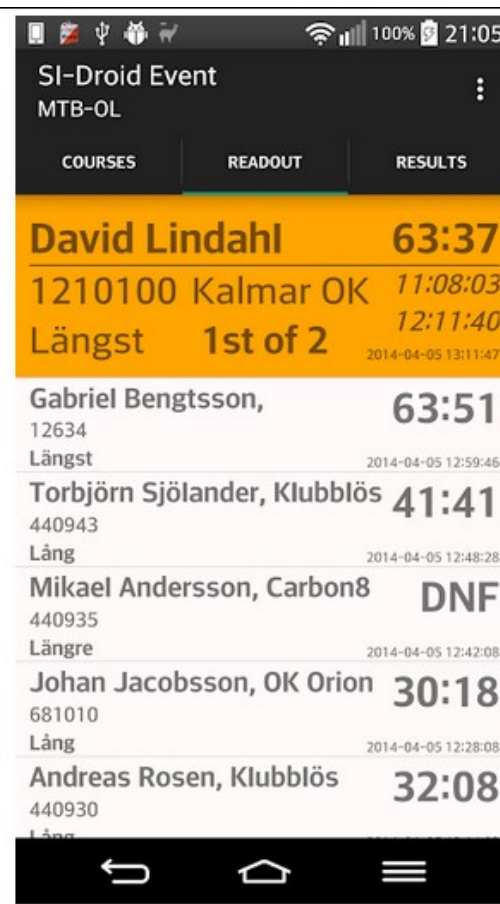 100% 21:05
SI-Droid Event
MTB-OL
COURSES READOUT RESULTS
David Lindahl 63:37
1210100 Kalmar OK 11:08:03
12:11:40
Längst 1st of 2 2014-04-05 13:11:47
Gabriel Bengtsson, 63:51
12634
Längst 2014-04-05 12:59:46
Torbjörn Sjölander, Klubblös 41:41
440943
Lång 2014-04-05 12:48:28
Mikael Andersson, Carbon8 DNF
440935
Längre 2014-04-05 12:42:08
Johan Jacobsson, OK Orion 30:18
681010
Lång 2014-04-05 12:28:08
Andreas Rosen, Klubblös 32:08
440930
Lång